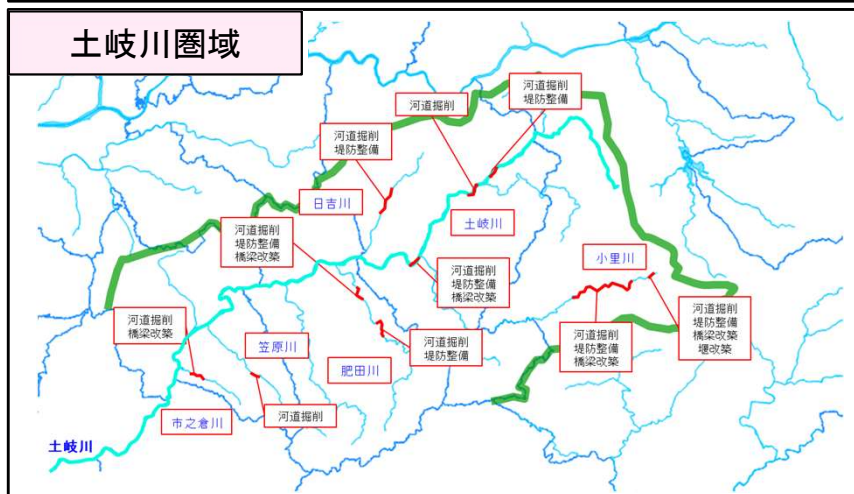 土岐川圏域
河道掘削
河道掘削
堤防整備
河道掘削
堤防整備
日吉川
土岐川
河道掘削
堤防整備
橋梁改築
小里川
河道掘削
堤防整備
橋梁改築
河道掘削
橋梁改築
笠原川
河道掘削
堤防整備
橋梁改築
堰改築
河道掘削
堤防整備
橋梁改築
河道掘削
堤防整備
肥田川
市之倉川
河道掘削
土岐川